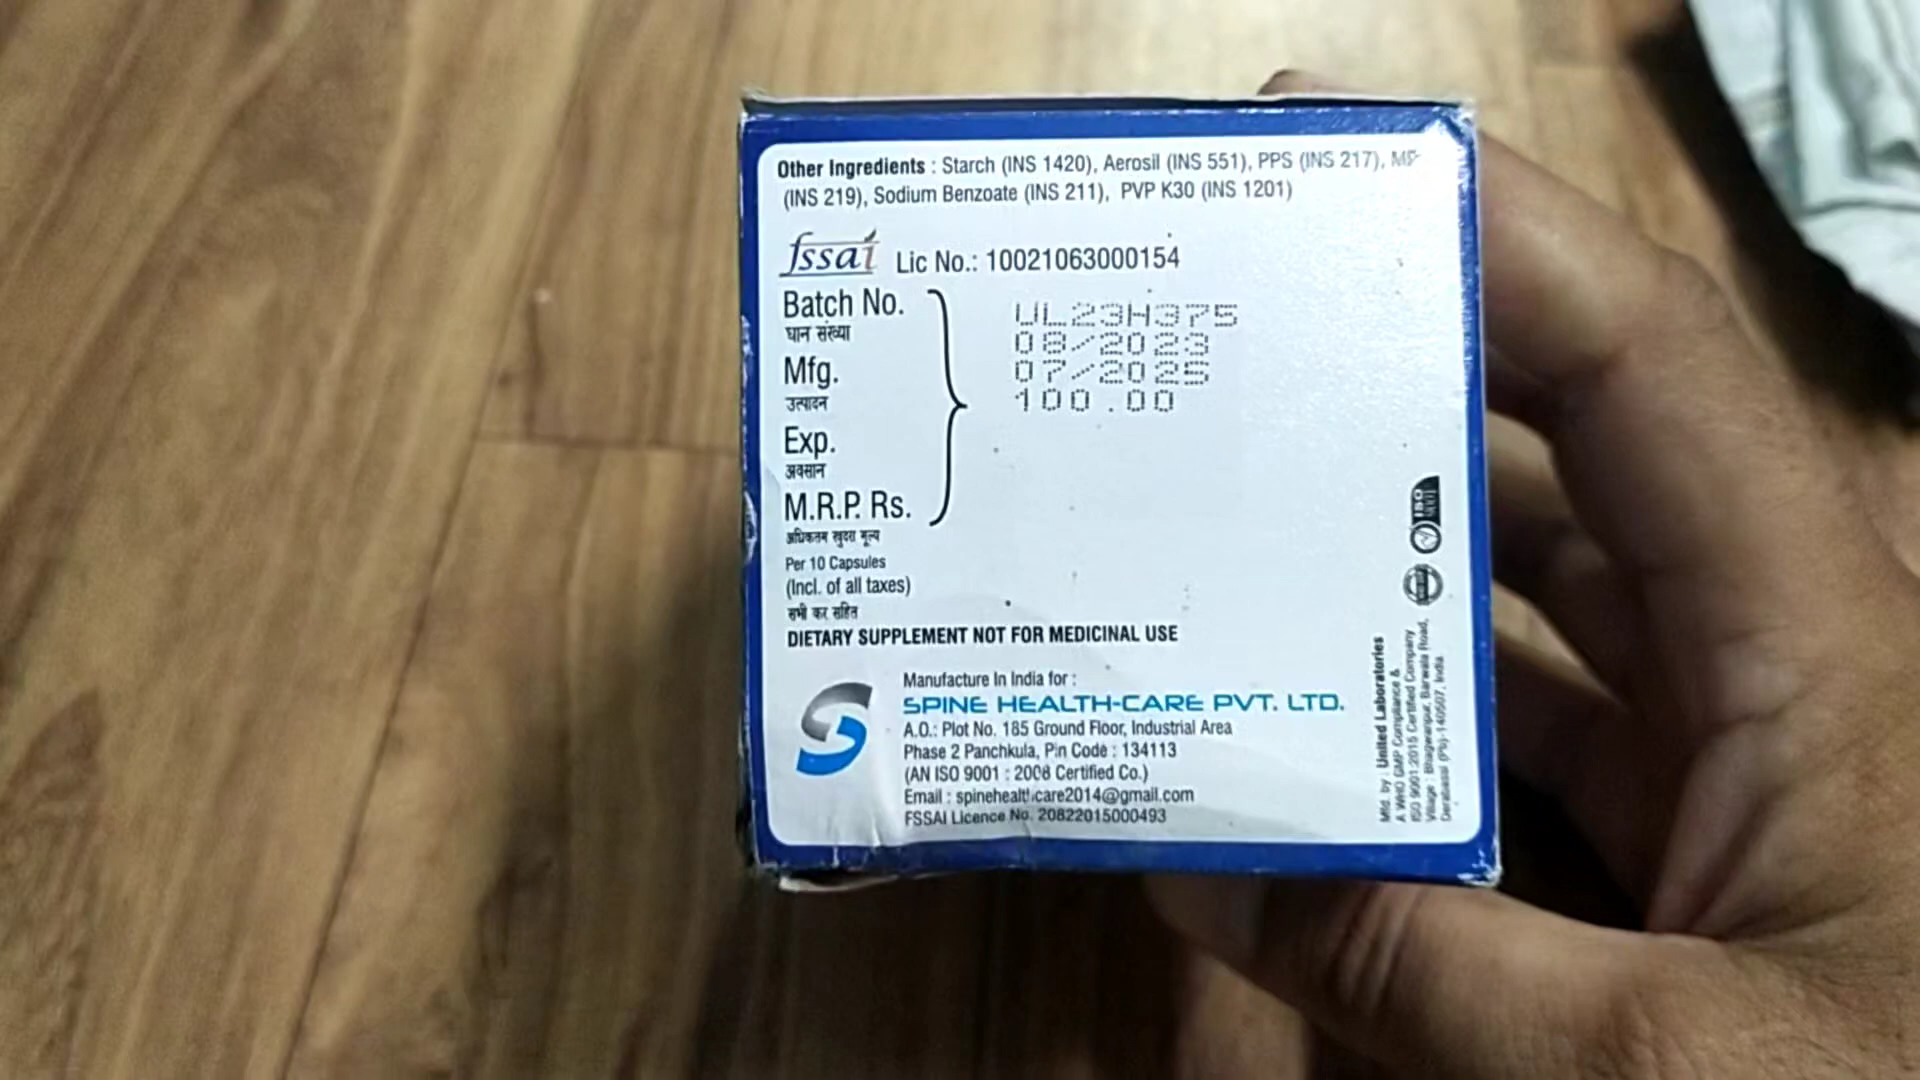 Other Ingredients : Starch (INS 1420), Aerosil (INS 551), PPS (INS 217),
(INS 219), Sodium Benzoate (INS 211), PVP K30 (INS 1201)
fssai Lic No.: 10021063000154
Batch No.
घान संख्या
Mfg.
उत्पादन
Exp.
अवसान
M.R.P. Rs.
अधिकतम खुदरा मूल्य
Per 10 Capsules
(Incl. of all taxes)
सभी कर सहित
UL23H375
08/2023
07/2025
100.00
DIETARY SUPPLEMENT NOT FOR MEDICINAL USE
Manufacture In India for :
SPINE HEALTH-CARE PVT. LTD.
A.O.: Plot No. 185 Ground Floor, Industrial Area
Phase 2 Panchkula, Pin Code : 134113
(AN ISO 9001 : 2008 Certified Co.)
Email : spinehealthcare2014@gmail.com
FSSAI Licence No. 20822015000493
ISO
Mfd. by : United Laboratories
A WHO GMP Compliance &
ISO 9001:2015 Certified Company
Village : Bhagwanpur, Barwala Road,
Derabassi (Pb)-140507, India